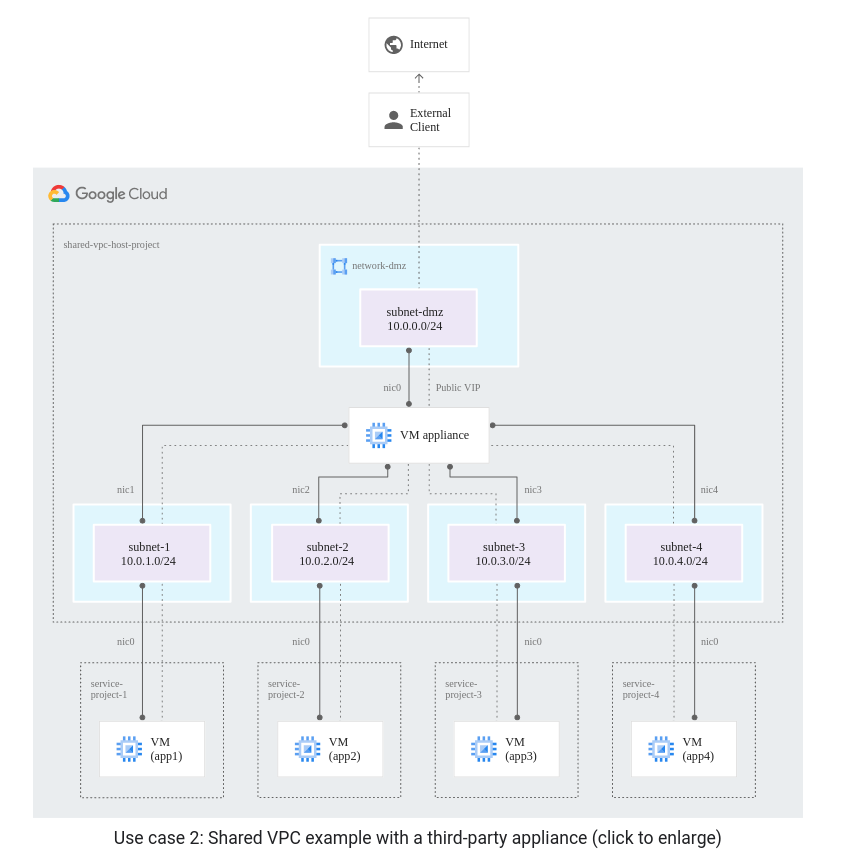 Internet
External
Client
Google Cloud
shared-vpc-host-project
network-dmz
subnet-dmz
10.0.0.0/24
nic0
Public VIP
VM appliance
nic1
nic2
nic3
nic4
subnet-1
10.0.1.0/24
subnet-2
10.0.2.0/24
subnet-3
10.0.3.0/24
subnet-4
10.0.4.0/24
nic0
nic0
nic0
nic0
service-
project-1
service-
project-2
service-
project-3
service-
project-4
VM
(app1)
VM
(app2)
VM
(app3)
VM
(app4)
Use case 2: Shared VPC example with a third-party appliance (click to enlarge)